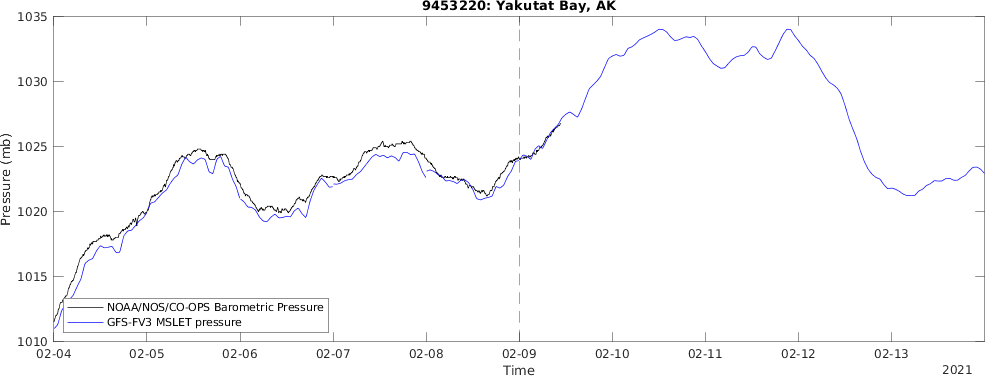 9453220: Yakutat Bay, AK
1035
1030
1025
1020
1015
1010
Pressure (mb)
NOAA/NOS/CO-OPS Barometric Pressure
GFS-FV3 MSLET pressure
02-04 02-05 02-06 02-07 02-08 02-09 02-10 02-11 02-12 02-13
Time
2021